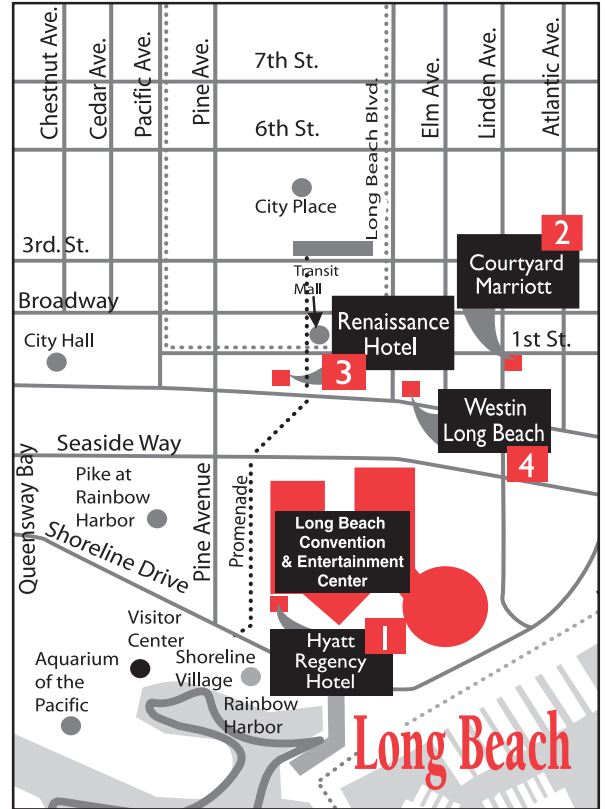 Chestnut Ave.
Cedar Ave.
Pacific Ave.
Pine Ave.
7th St.
Long Beach Blvd.
Elm Ave.
Linden Ave.
Atlantic Ave.
6th St.
City Place
3rd. St.
2
Courtyard
Marriott
Transit
Mall
Broadway
Renaissance
Hotel
3
City Hall
1st St.
Westin
Long Beach
4
Seaside Way
Queensway Bay
Pike at
Rainbow
Harbor
Pine Avenue
Promenade
Shoreline Drive
Long Beach
Convention
& Entertainment
Center
1
Hyatt
Regency
Hotel
Visitor
Center
Aquarium
of the
Pacific
Shoreline
Village
Rainbow
Harbor
Long Beach